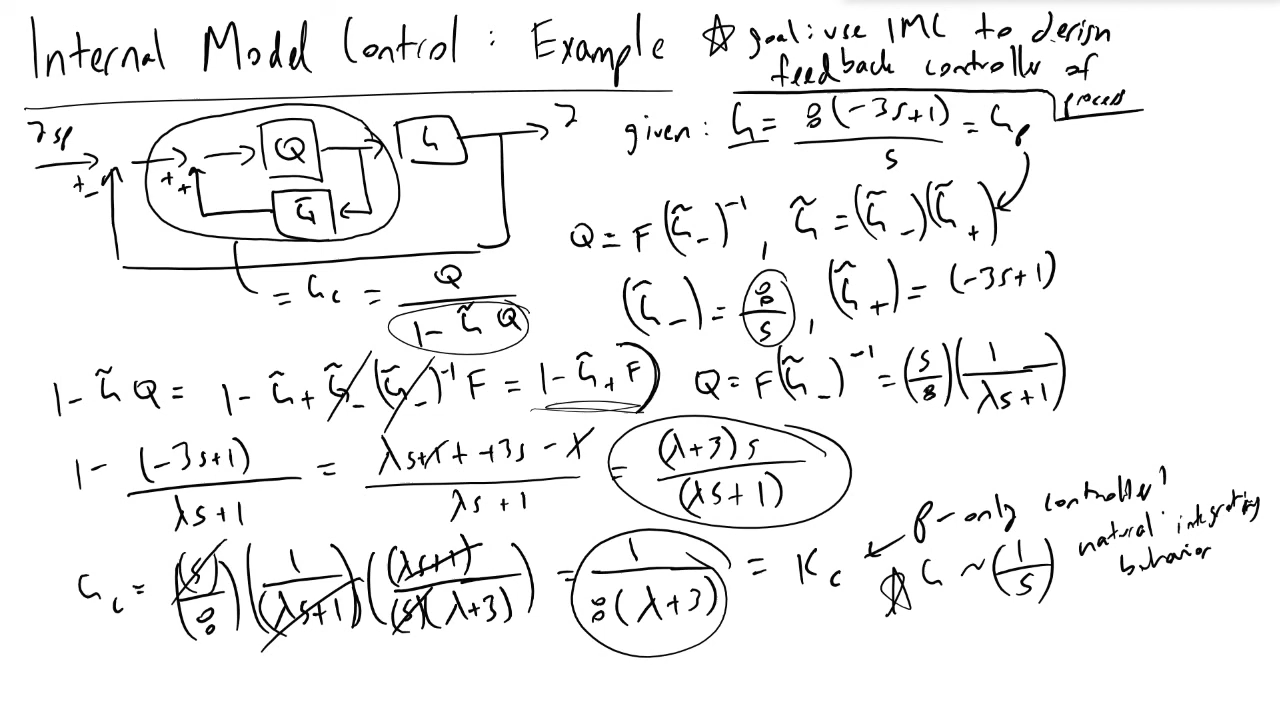 Internal Model Control : Example
☆ goal: use IMC to design
feedback controller of
process
given: G = 8(-3s+1) / s = Gp
ysp
+ -
+ +
Q
G
y
G̃
= Gc = Q / (1 - G̃ Q)
Q = F(G̃-)^-1 , G̃ = (G̃-)(G̃+)
(G̃-) = 8/s , (G̃+) = (-3s+1)
1 - G̃ Q = 1 - G̃+ G̃- (G̃-)^-1 F = 1 - G̃+ F)
Q = F(G̃-)^-1 = (s/8)(1/(λs+1))
1 - (-3s+1)/(λs+1) = (λs+1 + +3s - 1)/(λs+1) = (λ+3)s/(λs+1)
Gc = ((s)/8)(1/(λs+1))((λs+1)/((s)(λ+3))) = 1/(8(λ+3)) = Kc
p-only controller!
☆ G ~ (1/s) natural integrating
behavior